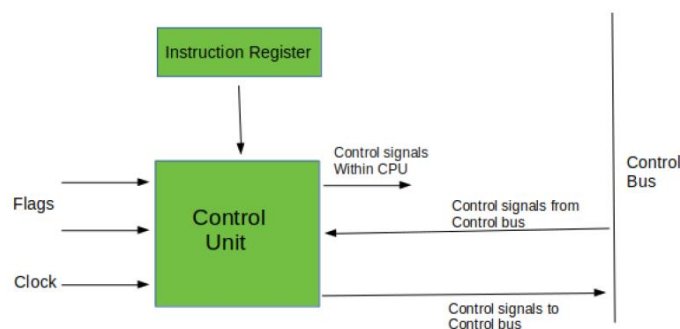 Instruction Register
Control signals
Within CPU
Control
Bus
Flags
Control
Unit
Control signals from
Control bus
Clock
Control signals to
Control bus